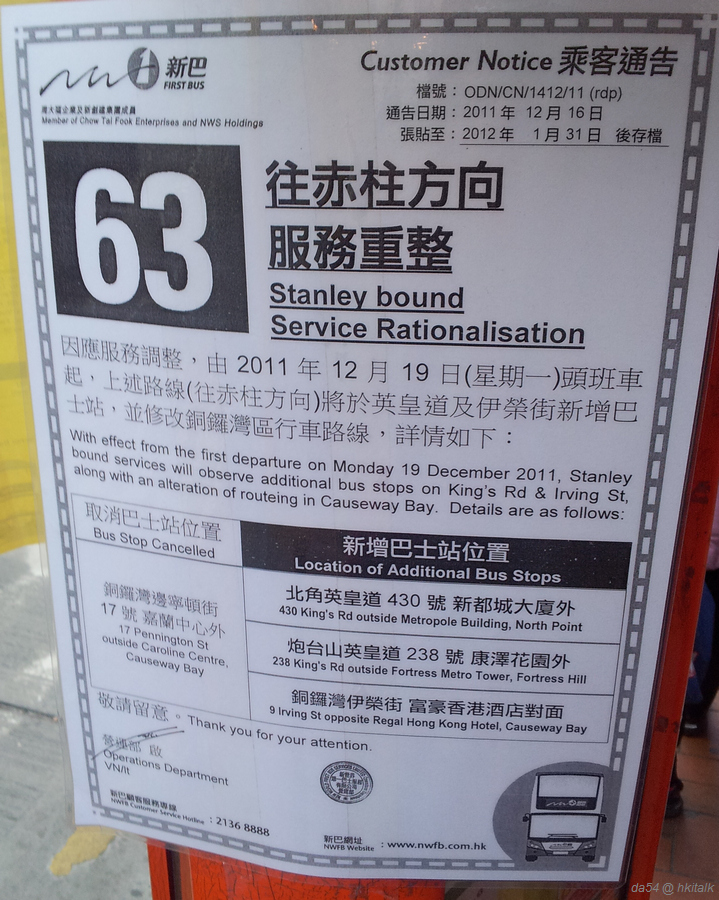 新巴
FIRST BUS
周大福企業及新創建集團成員
Member of Chow Tai Fook Enterprises and NWS Holdings
Customer Notice 乘客通告
檔號： ODN/CN/1412/11 (rdp)
通告日期： 2011 年 12 月 16 日
張貼至： 2012 年 1 月 31 日 後存檔
63
往赤柱方向
服務重整
Stanley bound
Service Rationalisation
因應服務調整，由 2011 年 12 月 19 日(星期一)頭班車
起，上述路線(往赤柱方向)將於英皇道及伊榮街新增巴
士站，並修改銅鑼灣區行車路線，詳情如下：
With effect from the first departure on Monday 19 December 2011, Stanley
bound services will observe additional bus stops on King's Rd & Irving St,
along with an alteration of routeing in Causeway Bay. Details are as follows:
取消巴士站位置
Bus Stop Cancelled
銅鑼灣邊寧頓街
17 號 嘉蘭中心外
17 Pennington St
outside Caroline Centre,
Causeway Bay
新增巴士站位置
Location of Additional Bus Stops
北角英皇道 430 號 新都城大廈外
430 King's Rd outside Metropole Building, North Point
炮台山英皇道 238 號 康澤花園外
238 King's Rd outside Fortress Metro Tower, Fortress Hill
銅鑼灣伊榮街 富豪香港酒店對面
9 Irving St opposite Regal Hong Kong Hotel, Causeway Bay
敬請留意。Thank you for your attention.
營運部 啟
Operations Department
VN/lt
新巴顧客服務專線
NWFB Customer Service Hotline ：2136 8888
新巴網址
NWFB Website ：www.nwfb.com.hk
da54 @ hkitalk